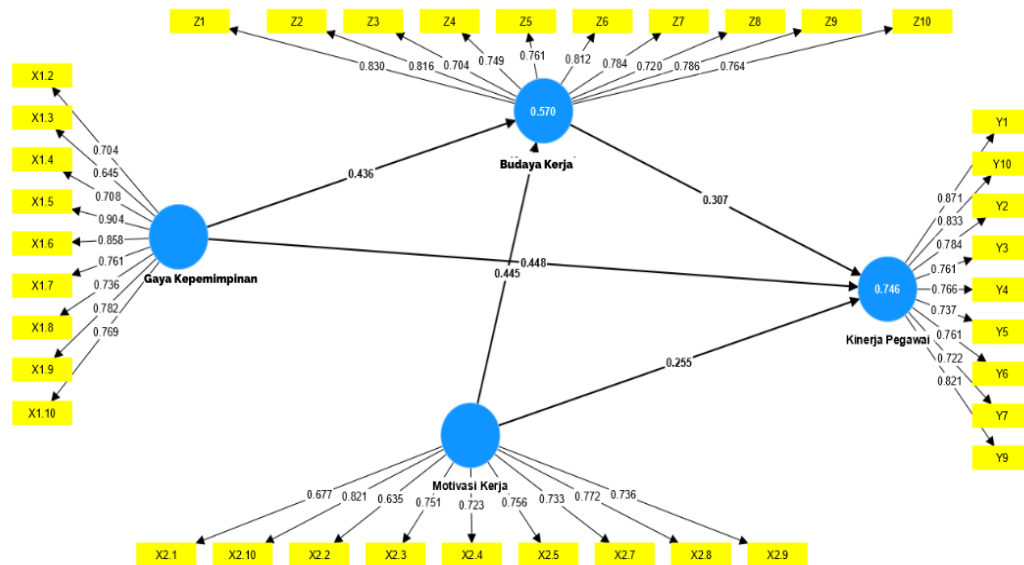 Z1 Z2 Z3 Z4 Z5 Z6 Z7 Z8 Z9 Z10
0.830 0.816 0.704 0.749 0.761 0.812 0.784 0.720 0.786 0.764
X1.2
X1.3
X1.4
X1.5
X1.6
X1.7
X1.8
X1.9
X1.10
0.704
0.645
0.708
0.904
0.858
0.761
0.736
0.782
0.769
Gaya Kepemimpinan
0.570
Budaya Kerja
0.436
0.307
0.448
0.445
0.255
Y1
Y10
Y2
Y3
Y4
Y5
Y6
Y7
Y9
0.871
0.833
0.784
0.761
0.766
0.737
0.761
0.722
0.821
0.746
Kinerja Pegawai
Motivasi Kerja
0.677 0.821 0.635 0.751 0.723 0.756 0.733 0.772 0.736
X2.1 X2.10 X2.2 X2.3 X2.4 X2.5 X2.7 X2.8 X2.9